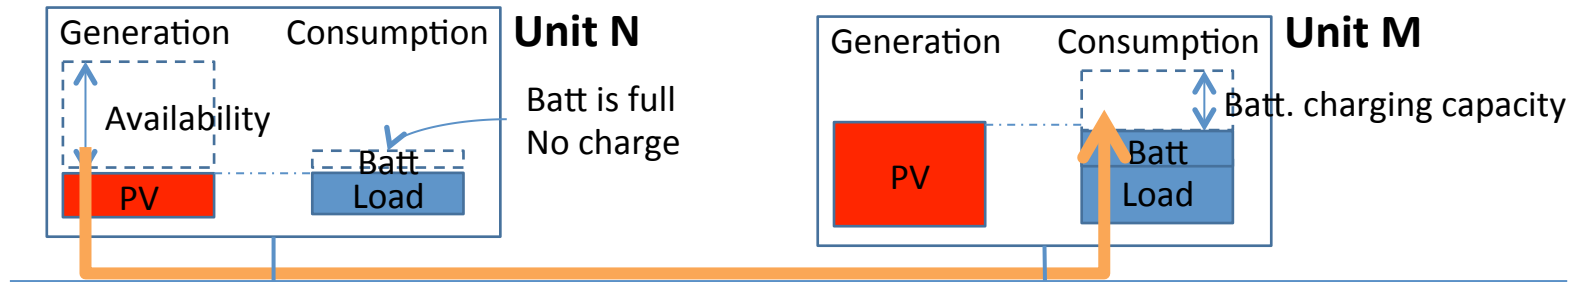 Generation Consumption Unit N
Availability
Batt is full
No charge
Batt
PV Load
Generation Consumption Unit M
Batt. charging capacity
Batt
PV
Load